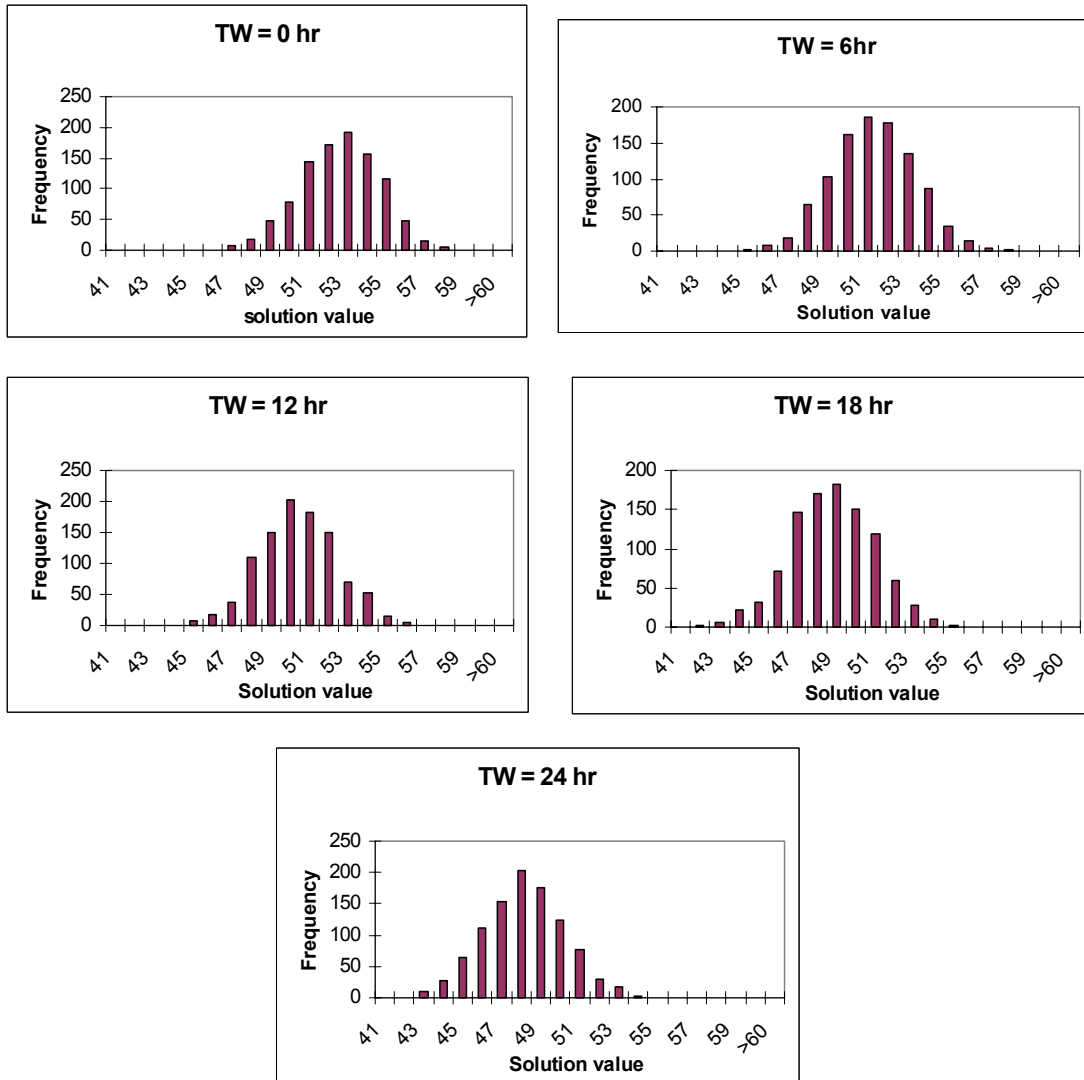 TW = 0 hr
250
200
150
100
50
0
Frequency
41 43 45 47 49 51 53 55 57 59 >60
solution value
TW = 6hr
200
150
100
50
0
Frequency
41 43 45 47 49 51 53 55 57 59 >60
Solution value
TW = 12 hr
250
200
150
100
50
0
Frequency
41 43 45 47 49 51 53 55 57 59 >60
Solution value
TW = 18 hr
200
150
100
50
0
Frequency
41 43 45 47 49 51 53 55 57 59 >60
Solution value
TW = 24 hr
250
200
150
100
50
0
Frequency
41 43 45 47 49 51 53 55 57 59 >60
Solution value